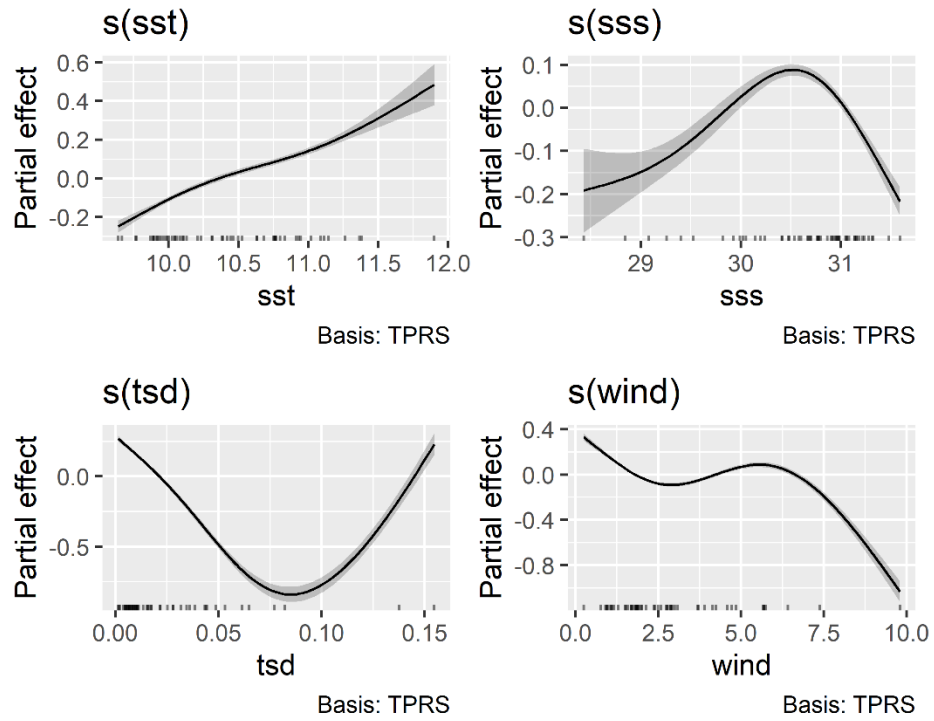 s(sst)
Partial effect
0.6
0.4
0.2
0.0
-0.2
10.0 10.5 11.0 11.5 12.0
sst
Basis: TPRS
s(sss)
Partial effect
0.1
0.0
-0.1
-0.2
-0.3
29 30 31
sss
Basis: TPRS
s(tsd)
Partial effect
0.0
-0.5
0.00 0.05 0.10 0.15
tsd
Basis: TPRS
s(wind)
Partial effect
0.4
0.0
-0.4
-0.8
0.0 2.5 5.0 7.5 10.0
wind
Basis: TPRS